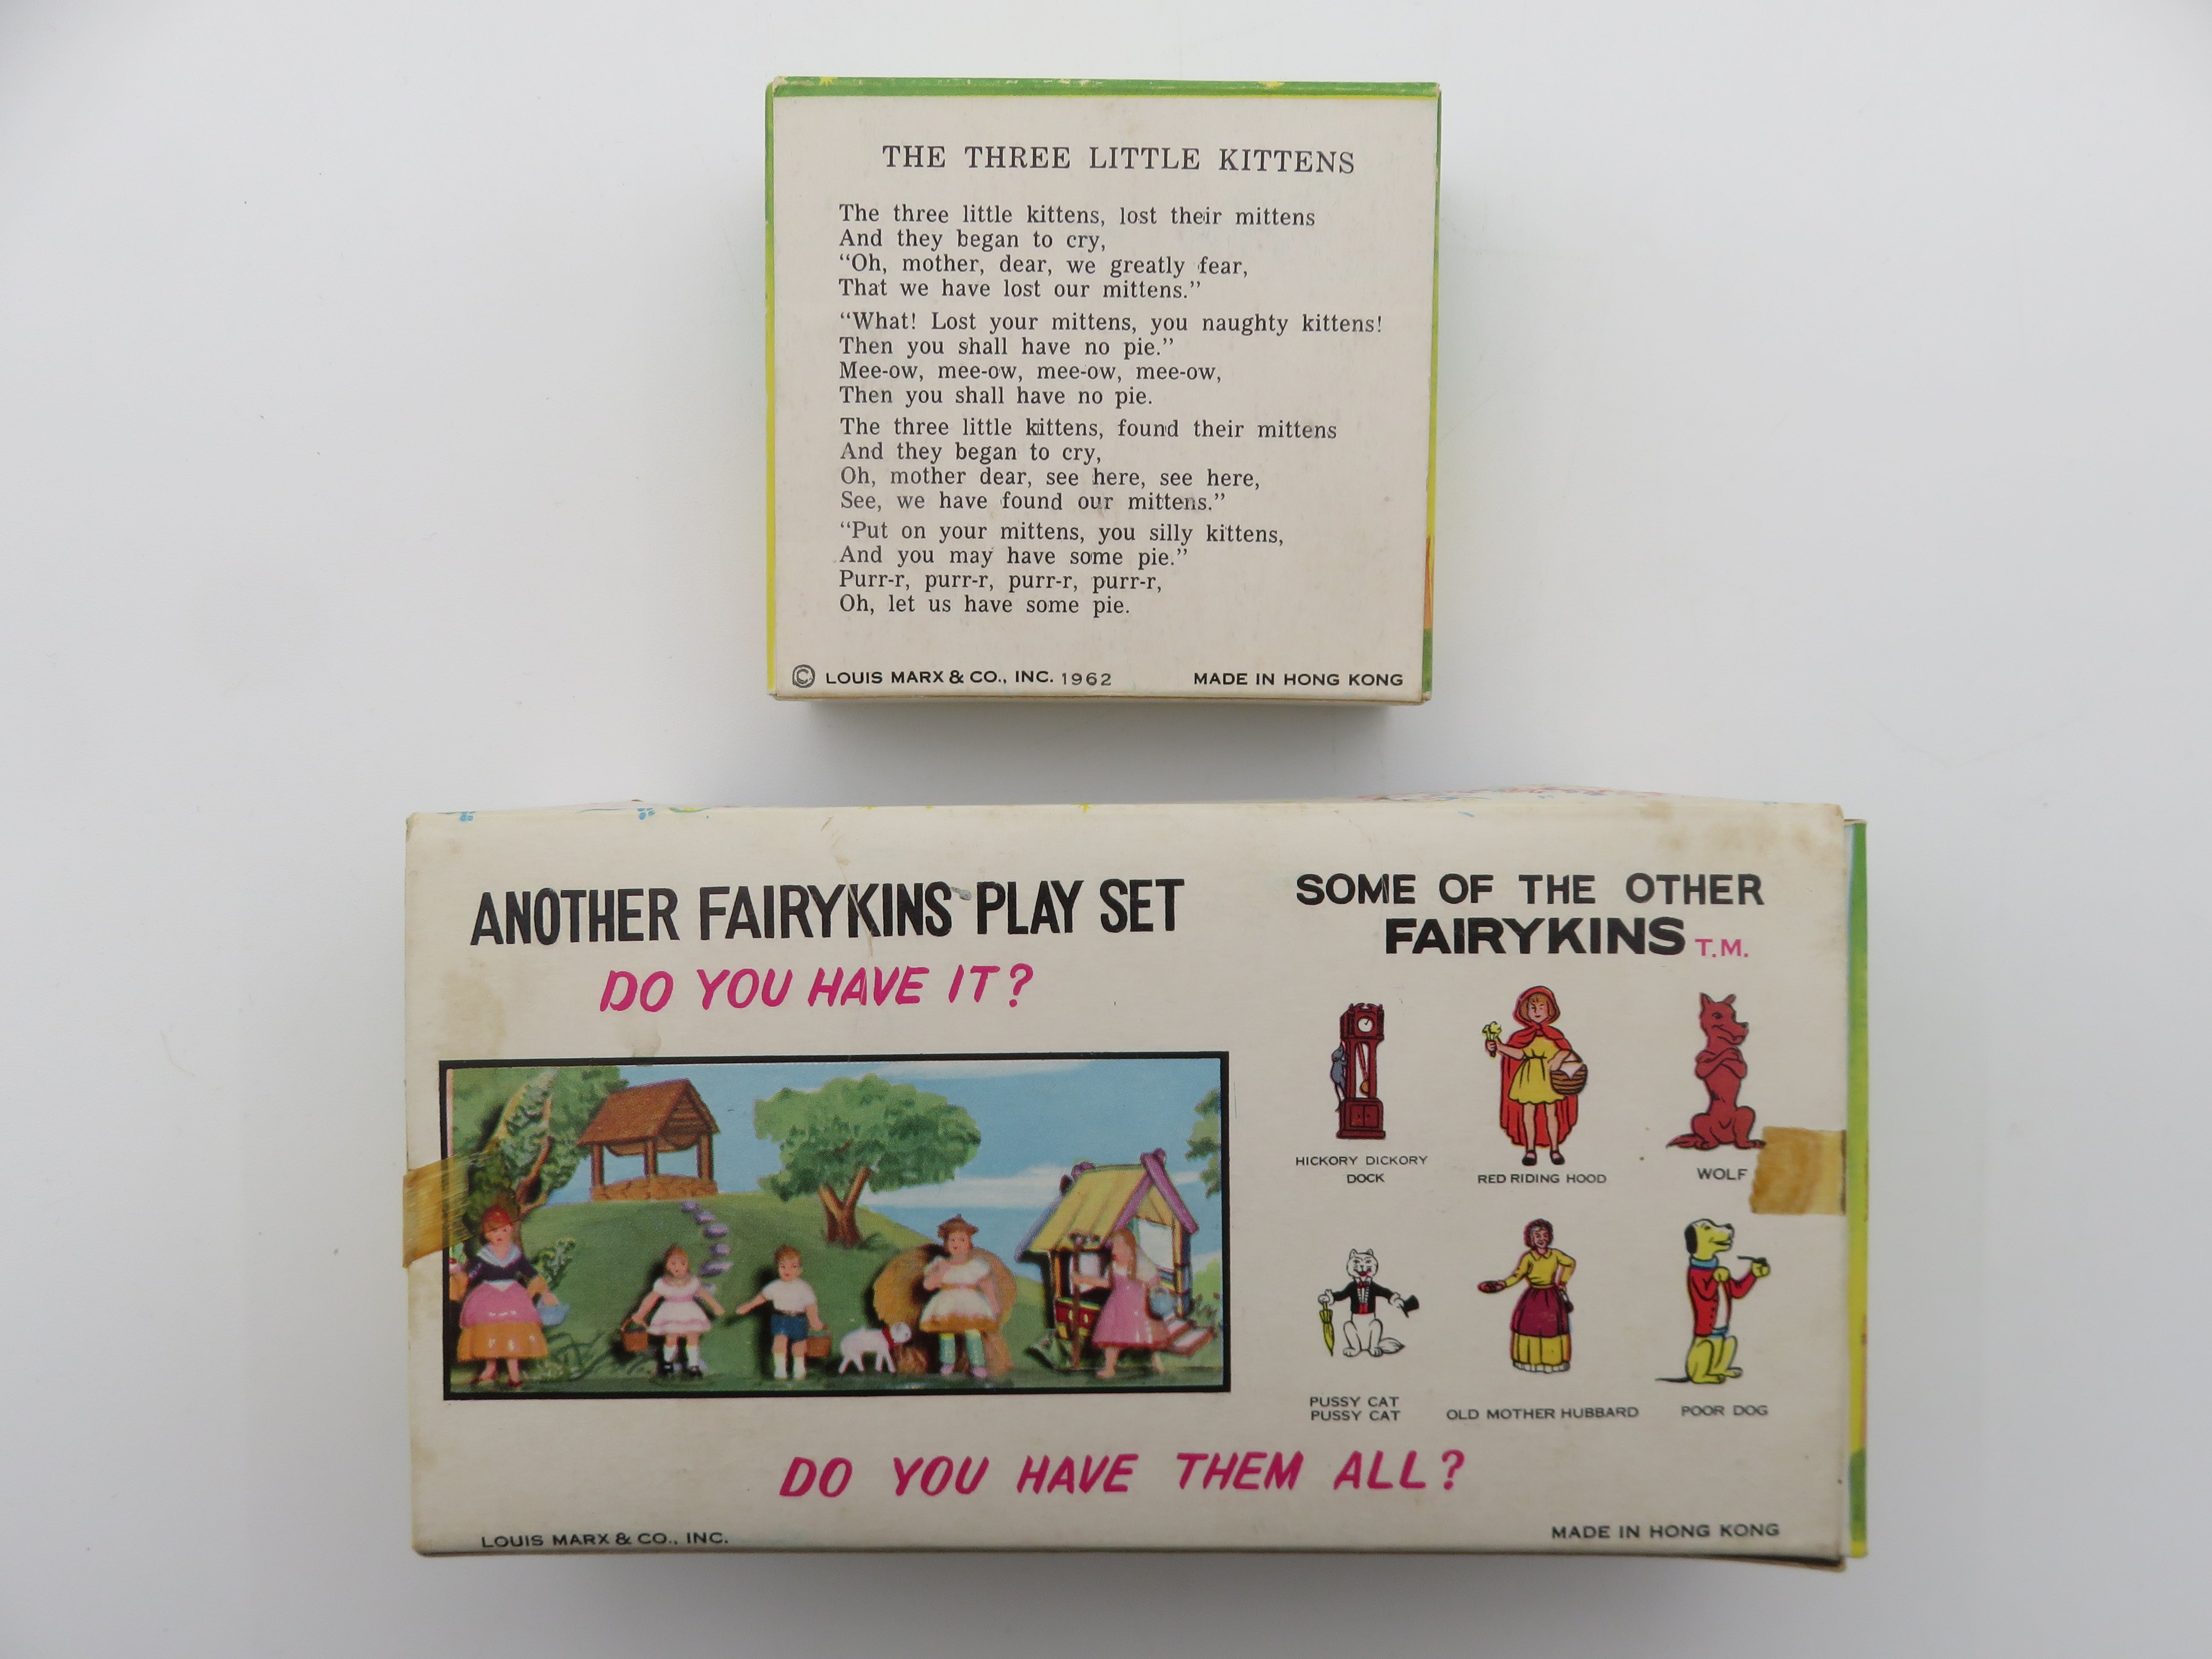 THE THREE LITTLE KITTENS
The three little kittens, lost their mittens
And they began to cry,
“Oh, mother, dear, we greatly fear,
That we have lost our mittens.”
“What! Lost your mittens, you naughty kittens!
Then you shall have no pie.”
Mee-ow, mee-ow, mee-ow, mee-ow,
Then you shall have no pie.
The three little kittens, found their mittens
And they began to cry,
Oh, mother dear, see here, see here,
See, we have found our mittens.”
“Put on your mittens, you silly kittens,
And you may have some pie.”
Purr-r, purr-r, purr-r, purr-r,
Oh, let us have some pie.
© LOUIS MARX & CO., INC. 1962 MADE IN HONG KONG
ANOTHER FAIRYKINS PLAY SET
DO YOU HAVE IT?
SOME OF THE OTHER
FAIRYKINS T.M.
HICKORY DICKORY
DOCK
RED RIDING HOOD
WOLF
PUSSY CAT
PUSSY CAT
OLD MOTHER HUBBARD
POOR DOG
DO YOU HAVE THEM ALL?
LOUIS MARX & CO., INC.
MADE IN HONG KONG